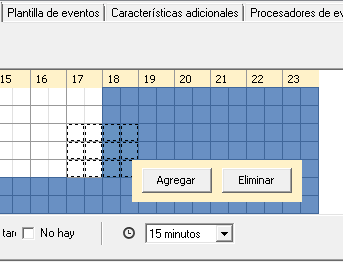 Plantilla de eventos Características adicionales Procesadores de ev
15 16 17 18 19 20 21 22 23
Agregar Eliminar
No hay 15 minutos